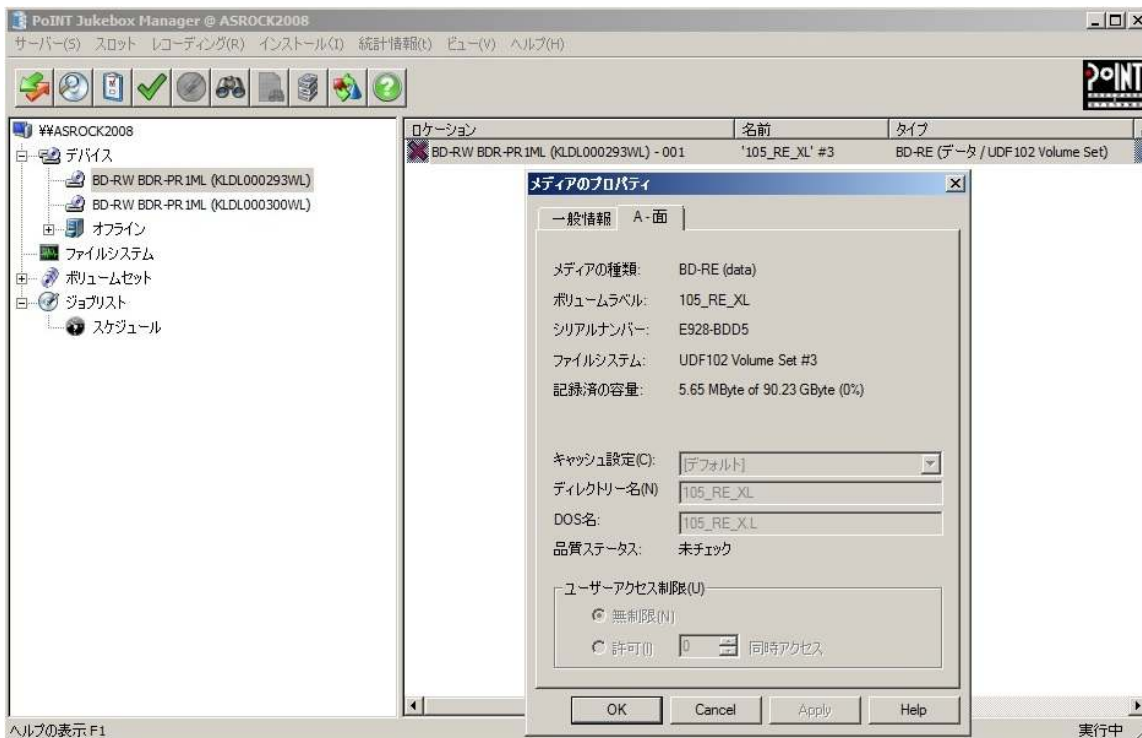 PoINT Jukebox Manager @ ASROCK2008
サーバー(S) スロット レコーディング(R) インストール(I) 統計情報(t) ビュー(V) ヘルプ(H)
PoINT
¥¥ASROCK2008
デバイス
BD-RW BDR-PR1ML (KLDL000293WL)
BD-RW BDR-PR1ML (KLDL000300WL)
オフライン
ファイルシステム
ボリュームセット
ジョブリスト
スケジュール
ロケーション 名前 タイプ
BD-RW BDR-PR1ML (KLDL000293WL) - 001 '105_RE_XL' #3 BD-RE (データ / UDF102 Volume Set)
メディアのプロパティ
一般情報 A-面
メディアの種類: BD-RE (data)
ボリュームラベル: 105_RE_XL
シリアルナンバー: E928-BDD5
ファイルシステム: UDF102 Volume Set #3
記録済の容量: 5.65 MByte of 90.23 GByte (0%)
キャッシュ設定(C): [デフォルト]
ディレクトリー名(N) 105_RE_XL
DOS名: 105_RE_X.L
品質ステータス: 未チェック
ユーザーアクセス制限(U)
無制限(N)
許可(I) 0 同時アクセス
OK Cancel Apply Help
ヘルプの表示 F1 実行中